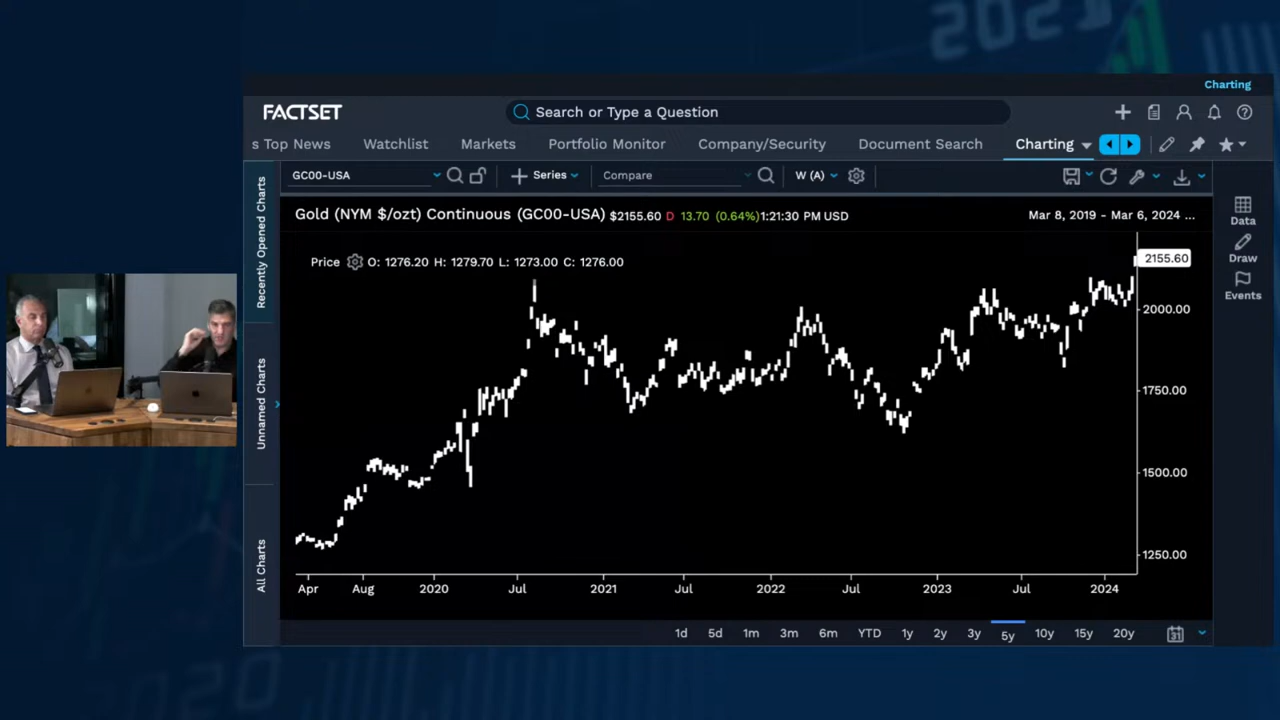 2021
Charting
FACTSET
Search or Type a Question
s Top News Watchlist Markets Portfolio Monitor Company/Security Document Search Charting
GC00-USA Series Compare W (A)
Gold (NYM $/ozt) Continuous (GC00-USA) $2155.60 D 13.70 (0.64%) 1:21:30 PM USD Mar 8, 2019 - Mar 6, 2024 ...
Price O: 1276.20 H: 1279.70 L: 1273.00 C: 1276.00
2155.60
2000.00
1750.00
1500.00
1250.00
Apr Aug 2020 Jul 2021 Jul 2022 Jul 2023 Jul 2024
1d 5d 1m 3m 6m YTD 1y 2y 3y 5y 10y 15y 20y
31
Recently Opened Charts
Unnamed Charts
All Charts
Data
Draw
Events
2020